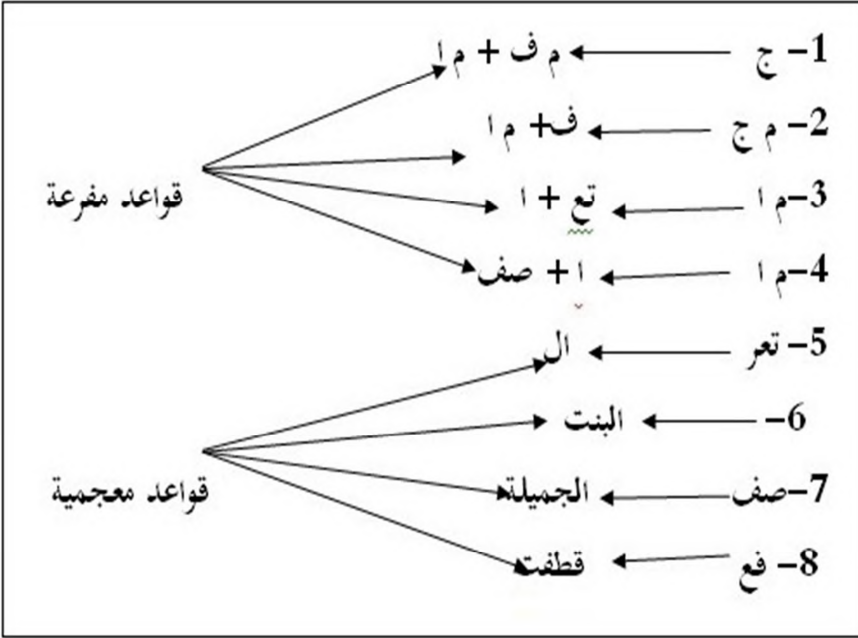 1– ج ← م ف + م ا
2– م ج ← ف+ م ا
3–م ا ← تع + ا
قواعد مفرعة
4–م ا ← ا + صف
5– تعر ← ال
6– ← البنت
7–صف ← الجميلة
قواعد معجمية
8– فع ← قطفت